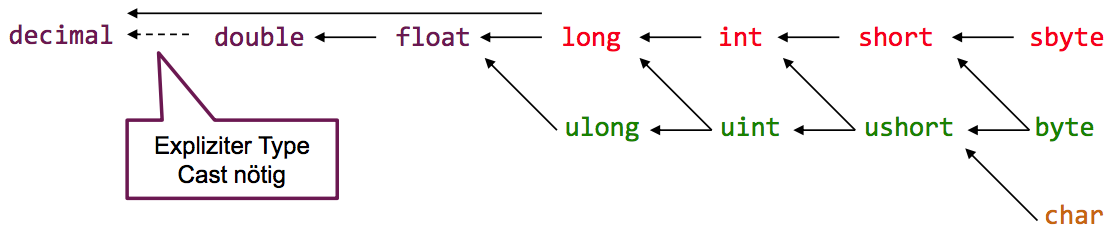 decimal double float long int short sbyte
ulong uint ushort byte
Expliziter Type
Cast nötig
char